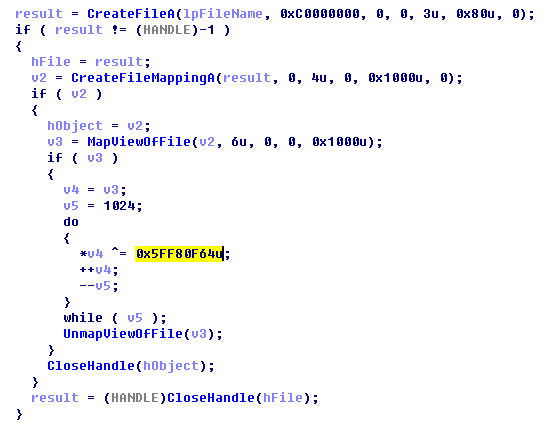 result = CreateFileA(lpFileName, 0xC0000000, 0, 0, 3u, 0x80u, 0);
if ( result != (HANDLE)-1 )
{
hFile = result;
v2 = CreateFileMappingA(result, 0, 4u, 0, 0x1000u, 0);
if ( v2 )
{
hObject = v2;
v3 = MapViewOfFile(v2, 6u, 0, 0, 0x1000u);
if ( v3 )
{
v4 = v3;
v5 = 1024;
do
{
*v4 ^= 0x5FF80F64u;
++v4;
--v5;
}
while ( v5 );
UnmapViewOfFile(v3);
}
CloseHandle(hObject);
}
result = (HANDLE)CloseHandle(hFile);
}